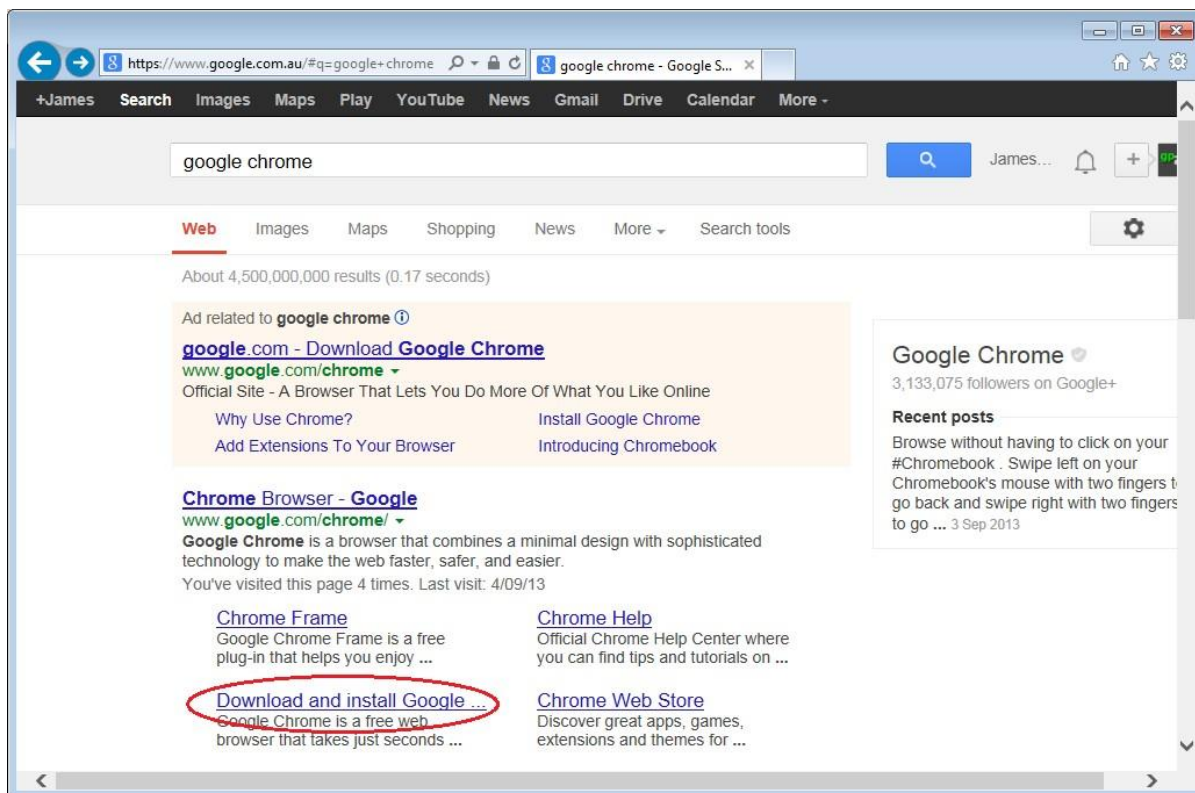 https://www.google.com.au/#q=google+chrome
google chrome - Google S...
+James Search Images Maps Play YouTube News Gmail Drive Calendar More
google chrome
James...
+
Web Images Maps Shopping News More Search tools
About 4,500,000,000 results (0.17 seconds)
Ad related to google chrome
google.com - Download Google Chrome
www.google.com/chrome
Official Site - A Browser That Lets You Do More Of What You Like Online
Why Use Chrome? Install Google Chrome
Add Extensions To Your Browser Introducing Chromebook
Chrome Browser - Google
www.google.com/chrome/
Google Chrome is a browser that combines a minimal design with sophisticated
technology to make the web faster, safer, and easier.
You've visited this page 4 times. Last visit: 4/09/13
Chrome Frame
Google Chrome Frame is a free
plug-in that helps you enjoy ...
Chrome Help
Official Chrome Help Center where
you can find tips and tutorials on ...
Download and install Google ...
Google Chrome is a free web
browser that takes just seconds ...
Chrome Web Store
Discover great apps, games,
extensions and themes for ...
Google Chrome
3,133,075 followers on Google+
Recent posts
Browse without having to click on your
#Chromebook . Swipe left on your
Chromebook's mouse with two fingers
go back and swipe right with two fingers
to go ... 3 Sep 2013